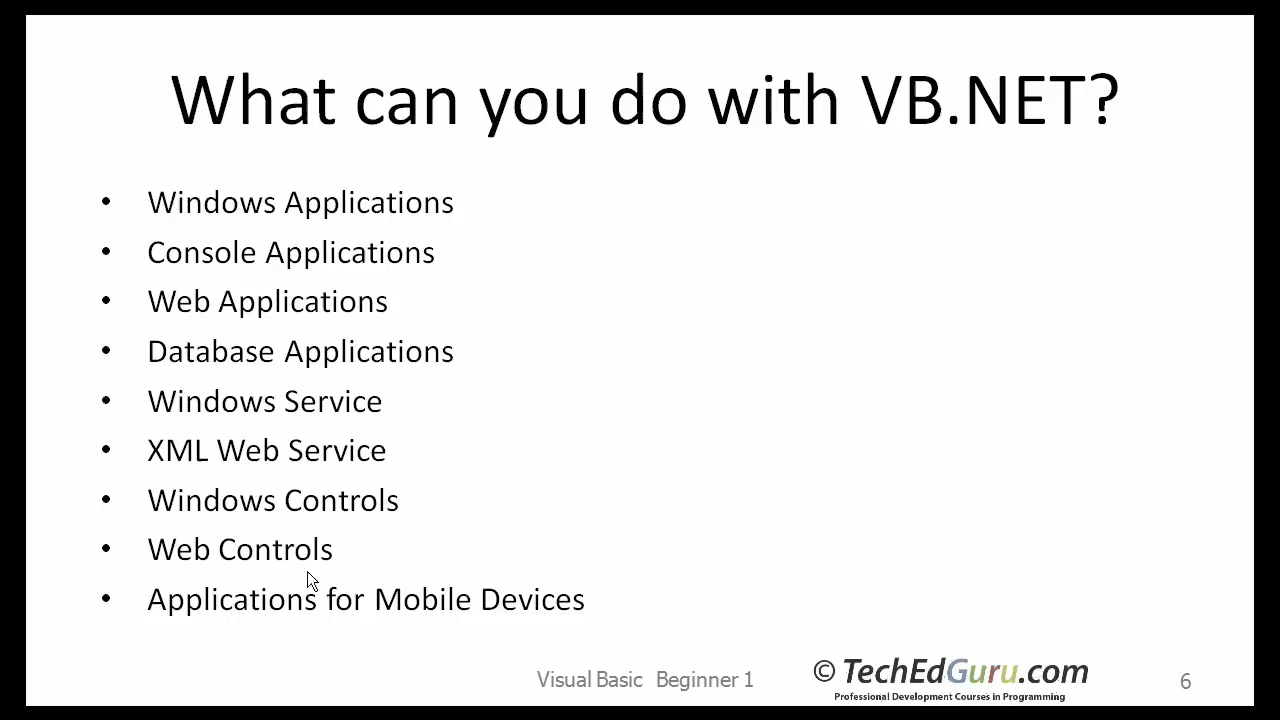 What can you do with VB.NET?
• Windows Applications
• Console Applications
• Web Applications
• Database Applications
• Windows Service
• XML Web Service
• Windows Controls
• Web Controls
• Applications for Mobile Devices
Visual Basic Beginner 1
© TechEdGuru.com
Professional Development Courses in Programming
6